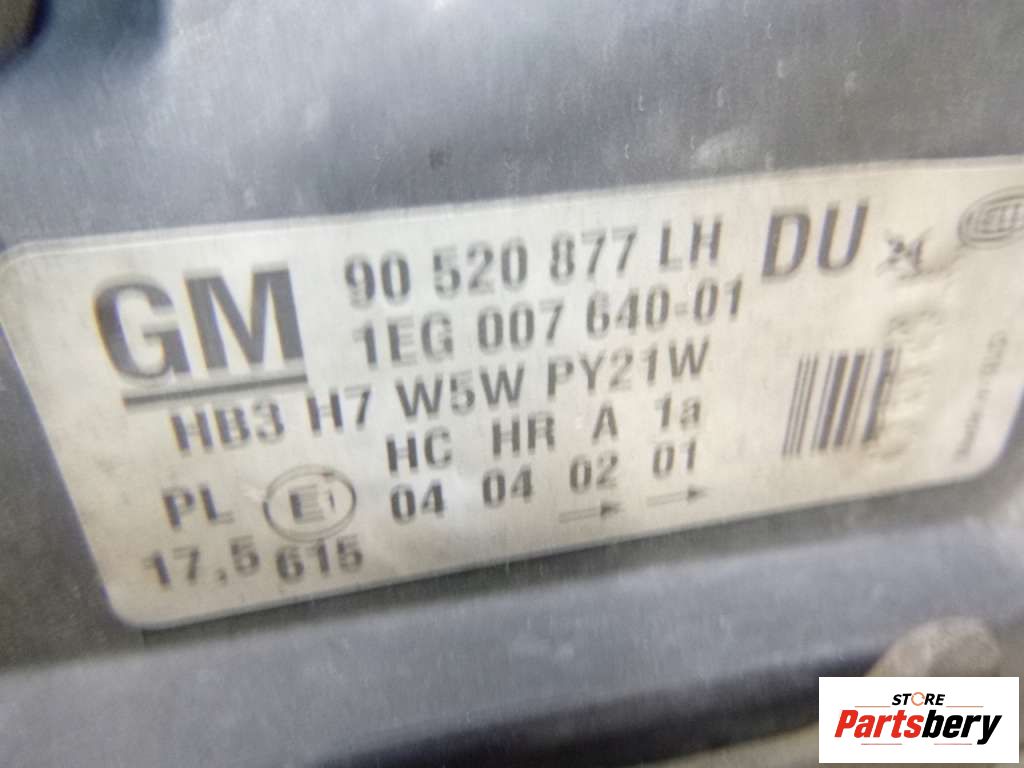 GM 90 520 877 LH DU
1EG 007 640-01
HB3 H7 W5W PY21W
HC HR A 1a
PL E1 04 04 02 01
17,5 615
HELLA
STORE
Partsbery